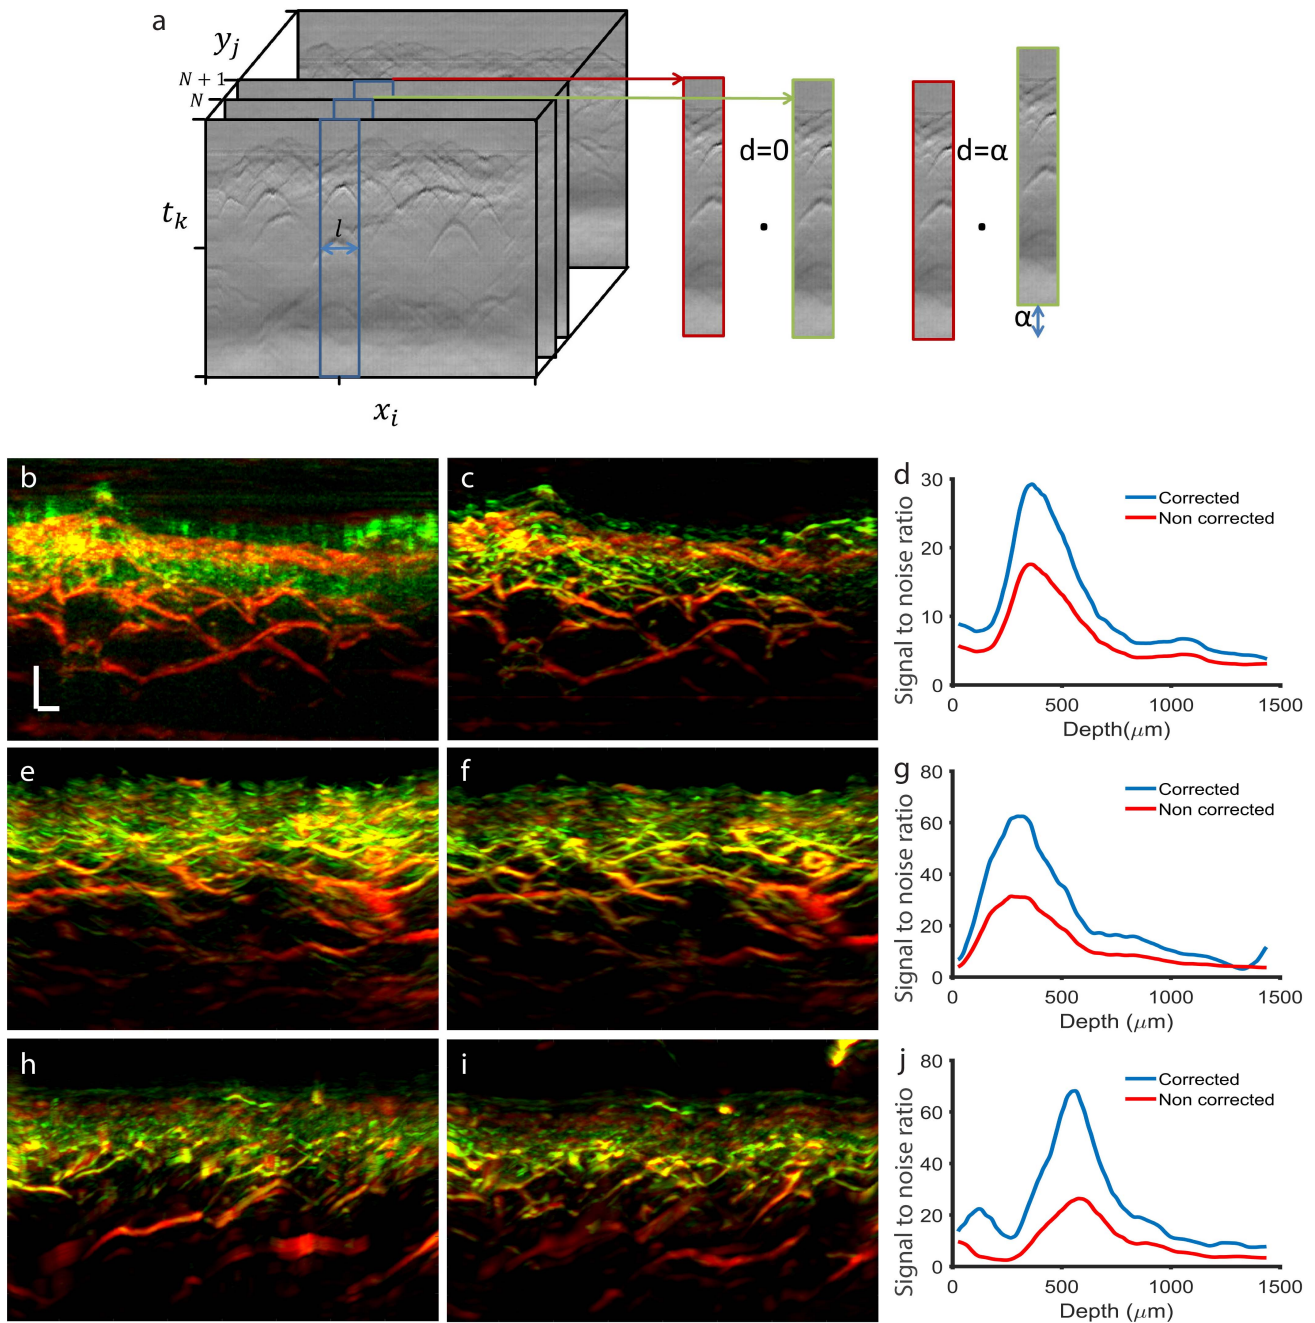 a
y_j
N + 1
N
t_k
l
x_i
d=0
.
d=α
.
α
b
c
d
Signal to noise ratio
30
20
10
0
0
500
1000
1500
Depth(μm)
Corrected
Non corrected
e
f
g
Signal to noise ratio
80
60
40
20
0
0
500
1000
1500
Depth (μm)
Corrected
Non corrected
h
i
j
Signal to noise ratio
80
60
40
20
0
0
500
1000
1500
Depth (μm)
Corrected
Non corrected